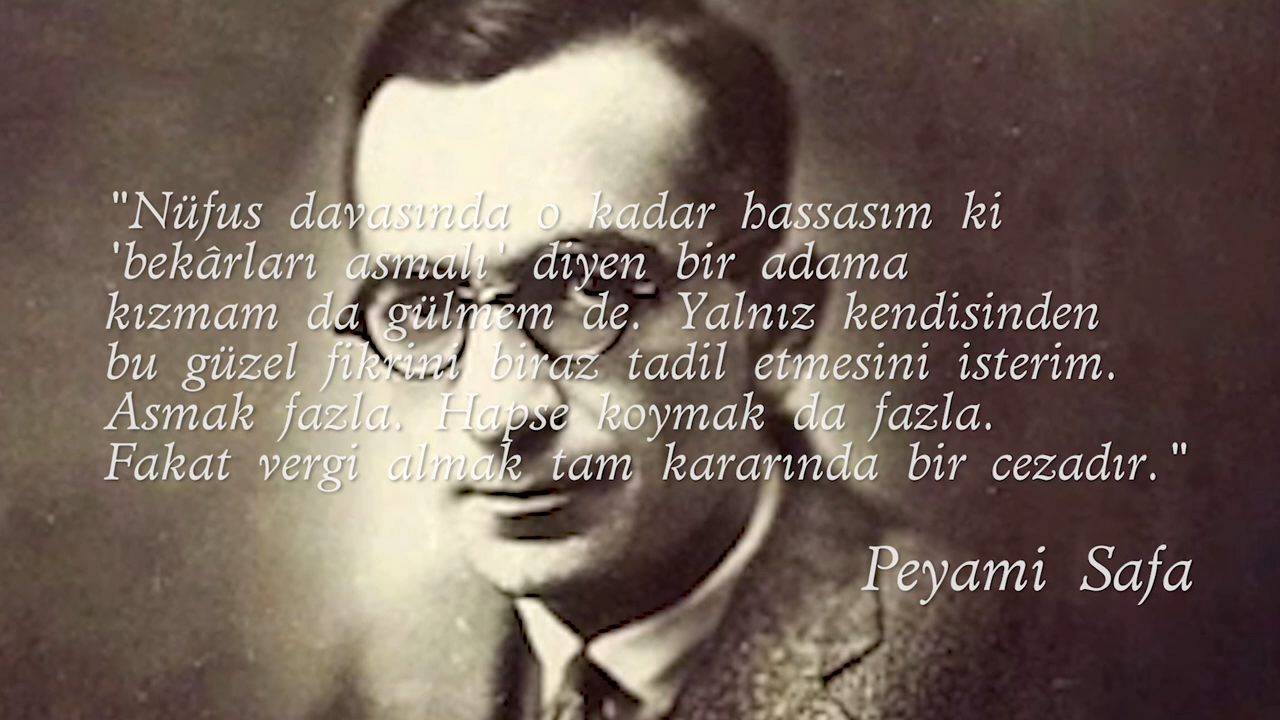 "Nüfus davasında o kadar hassasım ki
'bekârları asmalı' diyen bir adama
kızmam da gülmem de. Yalnız kendisinden
bu güzel fikrini biraz tadil etmesini isterim.
Asmak fazla. Hapse koymak da fazla.
Fakat vergi almak tam kararında bir cezadır."
Peyami Safa